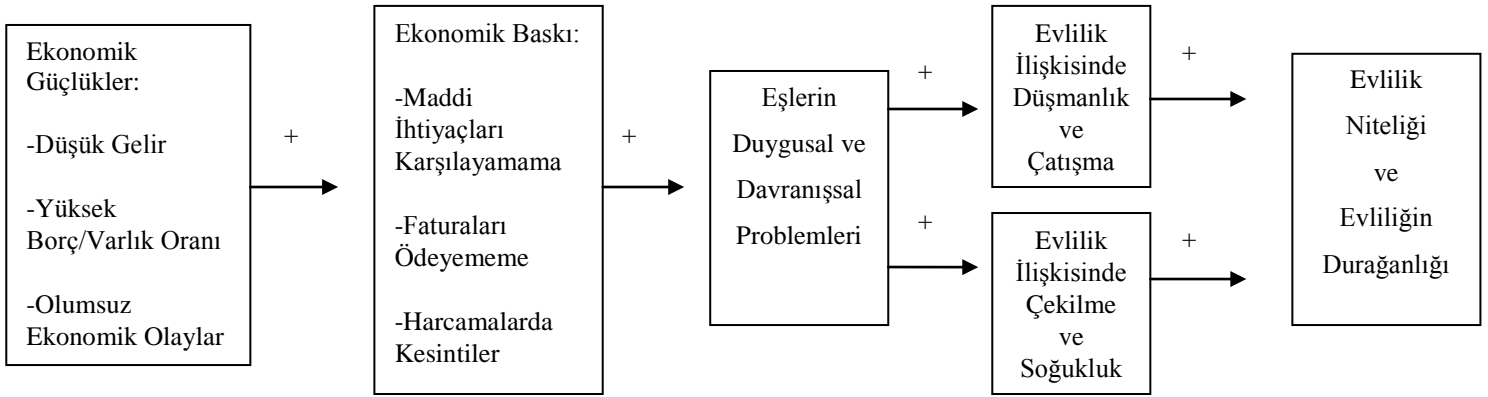 Ekonomik
Güçlükler:
-Düşük Gelir
-Yüksek
Borç/Varlık Oranı
-Olumsuz
Ekonomik Olaylar
+
Ekonomik Baskı:
-Maddi
İhtiyaçları
Karşılayamama
-Faturaları
Ödeyememe
-Harcamalarda
Kesintiler
+
Eşlerin
Duygusal ve
Davranışsal
Problemleri
+
+
Evlilik
İlişkisinde
Düşmanlık
ve
Çatışma
+
Evlilik
İlişkisinde
Çekilme
ve
Soğukluk
+
Evlilik
Niteliği
ve
Evliliğin
Durağanlığı